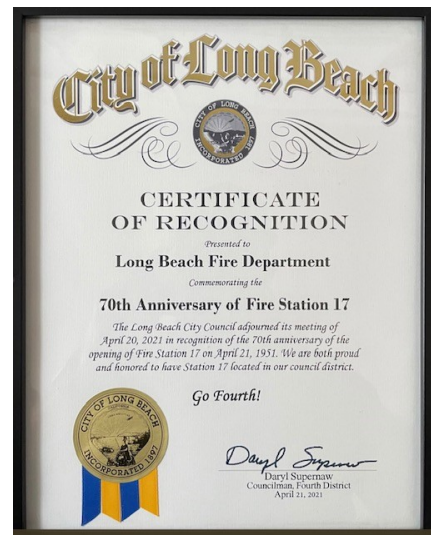 City of Long Beach
CITY OF LONG BEACH
INCORPORATED 1897
CERTIFICATE
OF RECOGNITION
Presented to
Long Beach Fire Department
Commemorating the
70th Anniversary of Fire Station 17
The Long Beach City Council adjourned its meeting of
April 20, 2021 in recognition of the 70th anniversary of the
opening of Fire Station 17 on April 21, 1951. We are both proud
and honored to have Station 17 located in our council district.
Go Fourth!
CITY OF LONG BEACH
INCORPORATED 1897
Daryl Supernaw
Daryl Supernaw
Councilman, Fourth District
April 21, 2021